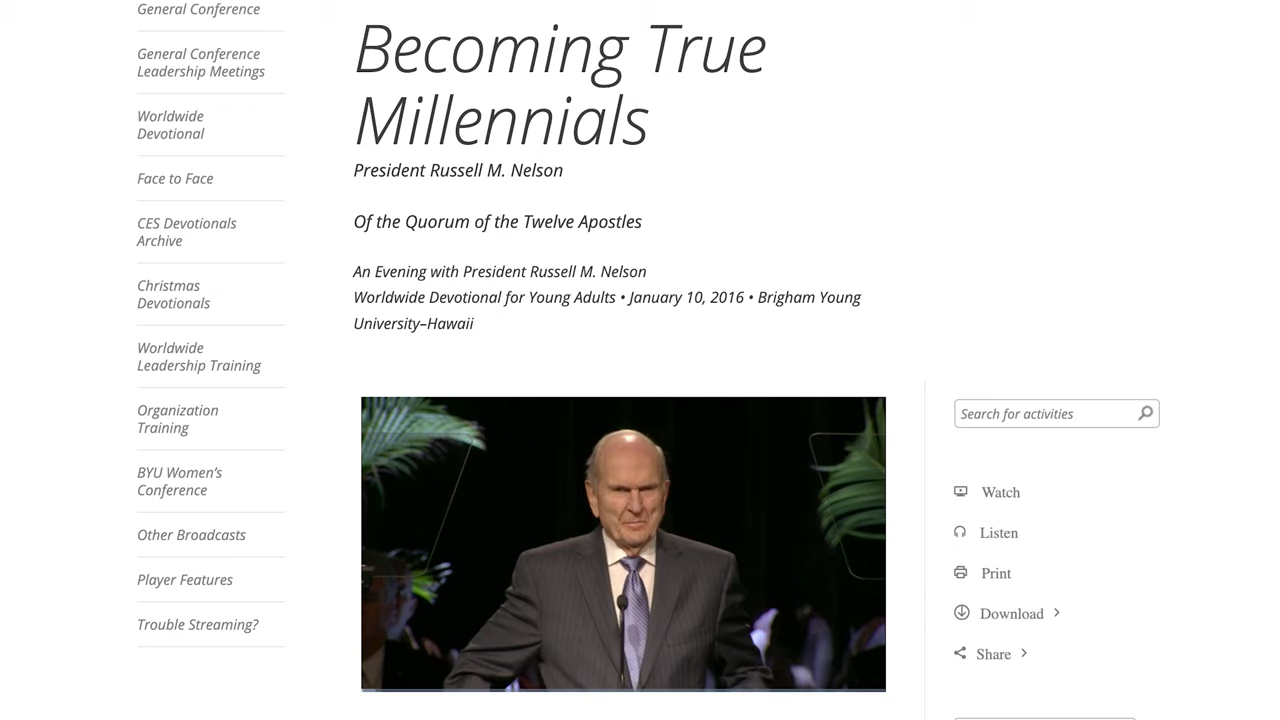 General Conference
General Conference
Leadership Meetings
Worldwide
Devotional
Face to Face
CES Devotionals
Archive
Christmas
Devotionals
Worldwide
Leadership Training
Organization
Training
BYU Women's
Conference
Other Broadcasts
Player Features
Trouble Streaming?
Becoming True
Millennials
President Russell M. Nelson
Of the Quorum of the Twelve Apostles
An Evening with President Russell M. Nelson
Worldwide Devotional for Young Adults • January 10, 2016 • Brigham Young
University–Hawaii
Search for activities
Watch
Listen
Print
Download
Share